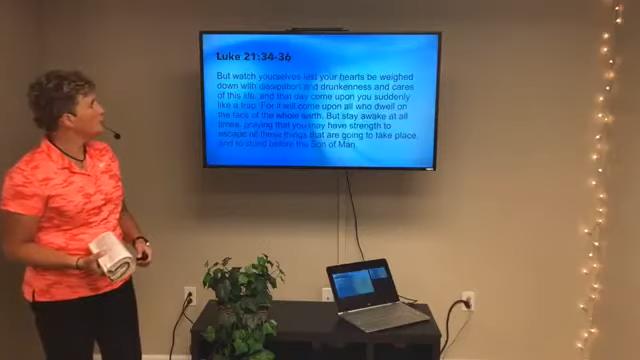 Luke 21:34-36
But watch yourselves lest your hearts be weighed
down with dissipation and drunkenness and cares
of this life, and that day come upon you suddenly
like a trap. For it will come upon all who dwell on
the face of the whole earth. But stay awake at all
times, praying that you may have strength to
escape all these things that are going to take place,
and to stand before the Son of Man.